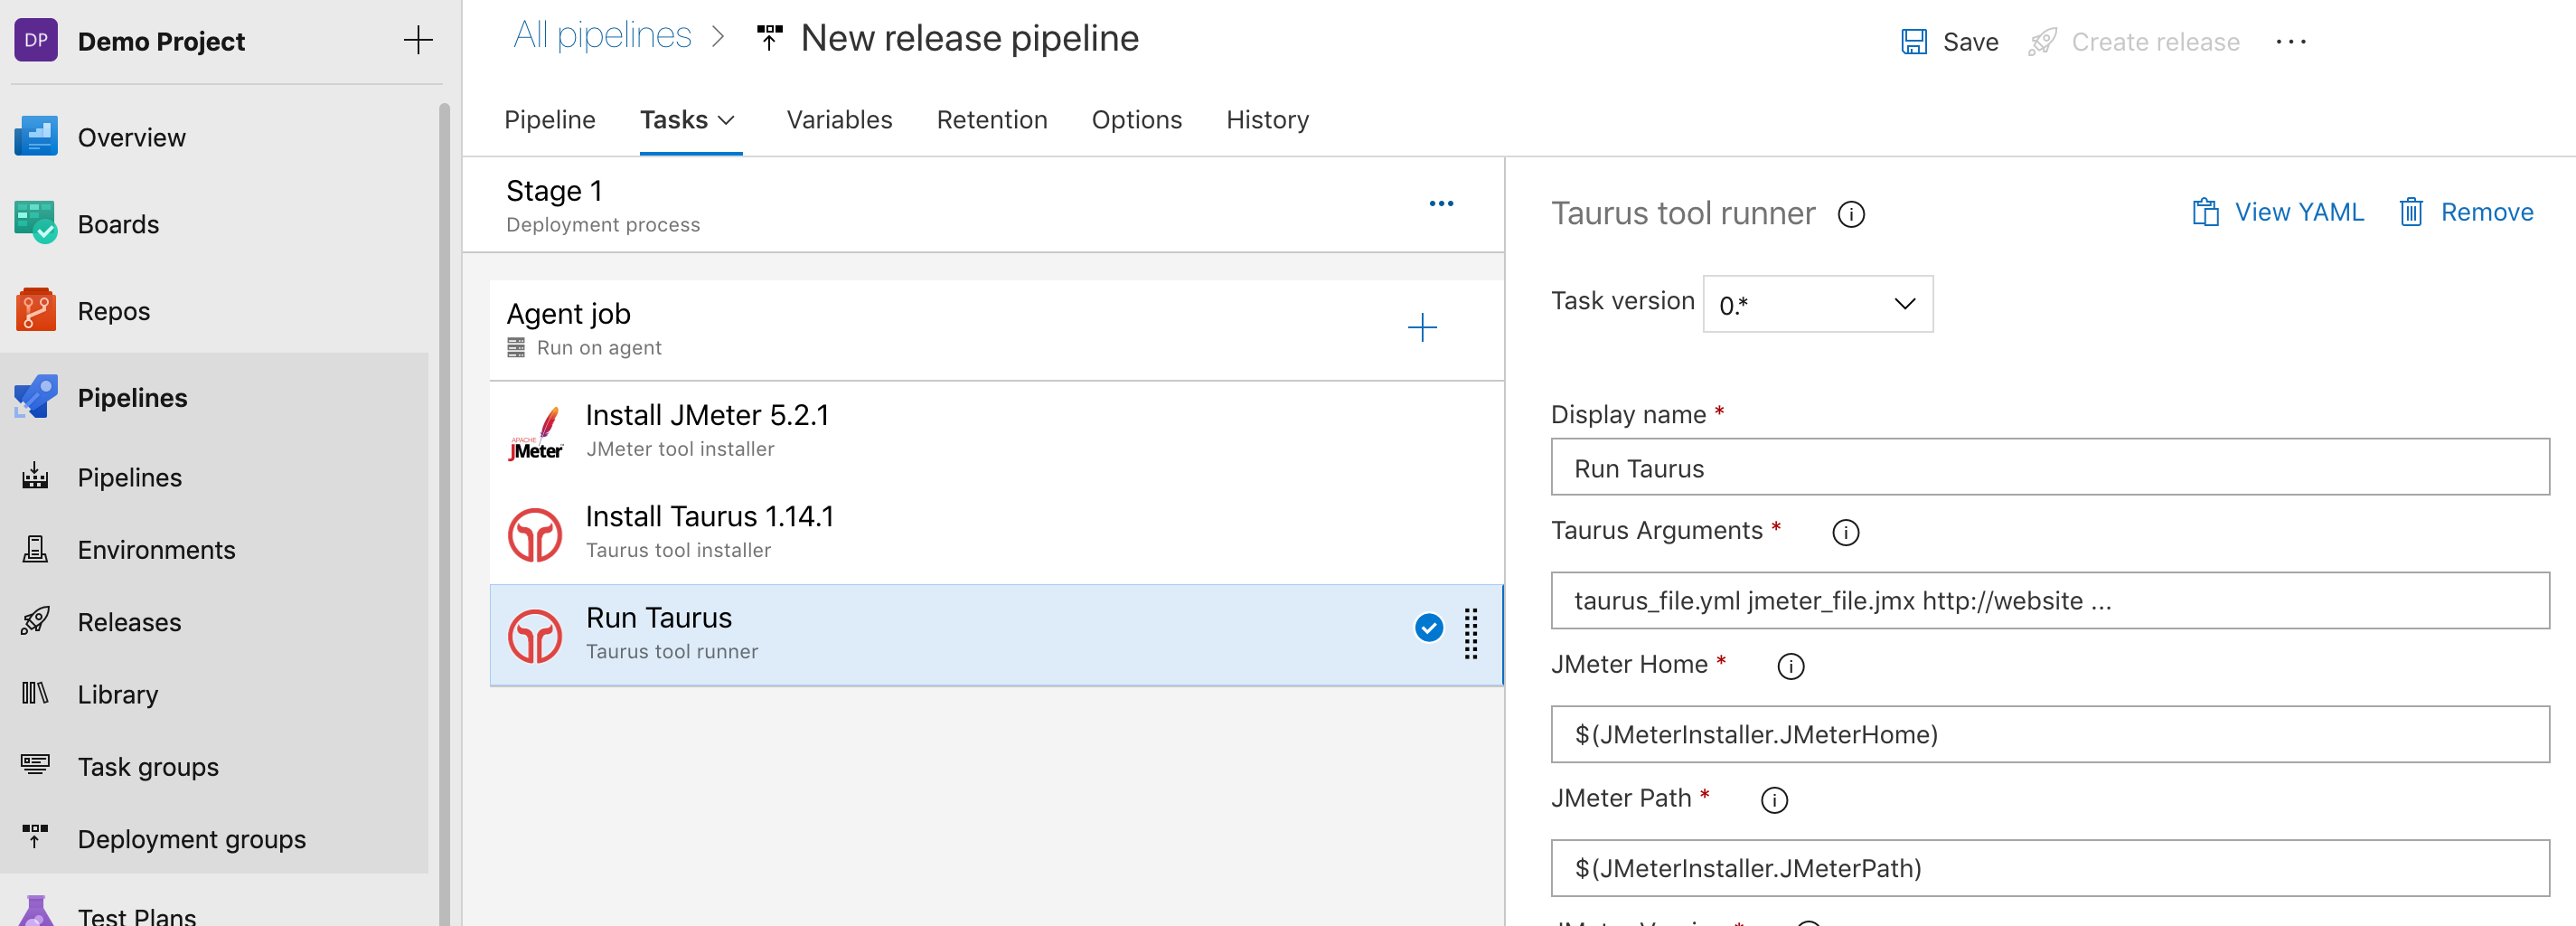 DP
Demo Project
Overview
Boards
Repos
Pipelines
Pipelines
Environments
Releases
Library
Task groups
Deployment groups
Test Plans
All pipelines
New release pipeline
Save
Create release
Pipeline
Tasks
Variables
Retention
Options
History
Stage 1
Deployment process
Agent job
Run on agent
APACHE
JMeter
Install JMeter 5.2.1
JMeter tool installer
Install Taurus 1.14.1
Taurus tool installer
Run Taurus
Taurus tool runner
Taurus tool runner
View YAML
Remove
Task version
0.*
Display name *
Run Taurus
Taurus Arguments *
taurus_file.yml jmeter_file.jmx http://website ...
JMeter Home *
$(JMeterInstaller.JMeterHome)
JMeter Path *
$(JMeterInstaller.JMeterPath)
JMeter Version *